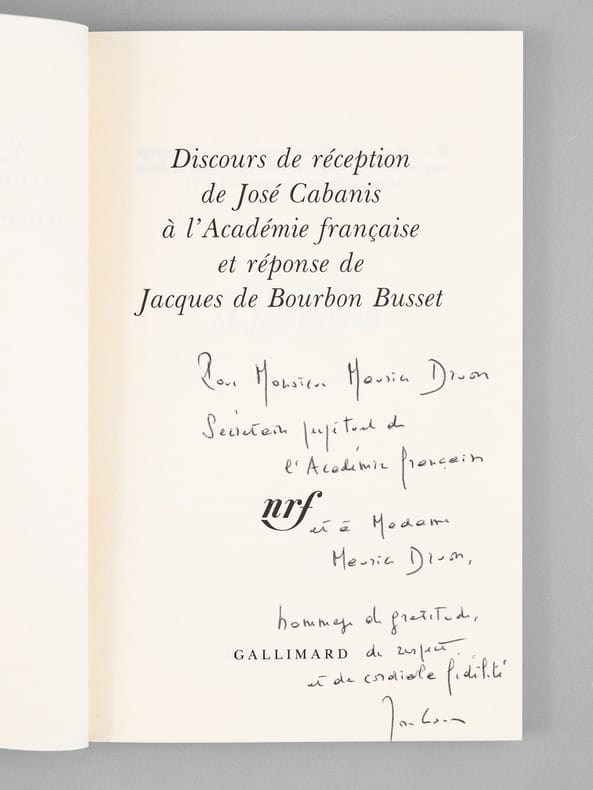 Discours de réception
de José Cabanis
à l'Académie française
et réponse de
Jacques de Bourbon Busset
Pour Monsieur Maurice Druon
Secrétaire perpétuel de
l'Académie française
nrf
et à Madame
Maurice Druon,
hommage de gratitude,
GALLIMARD
de respect.
et de cordiale fidélité